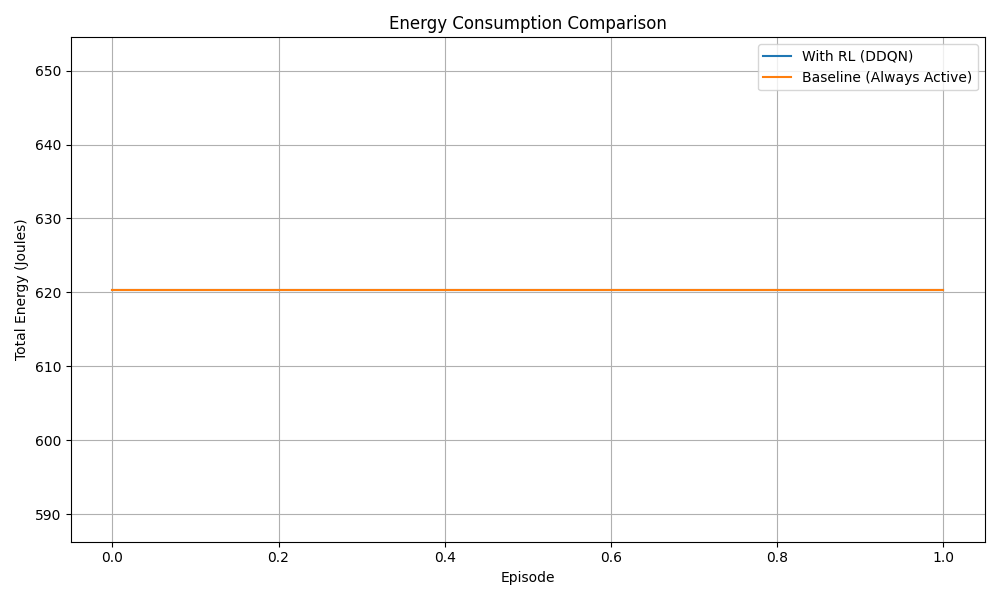 Energy Consumption Comparison
With RL (DDQN)
Baseline (Always Active)
Total Energy (Joules)
650
640
630
620
610
600
590
0.0 0.2 0.4 0.6 0.8 1.0
Episode